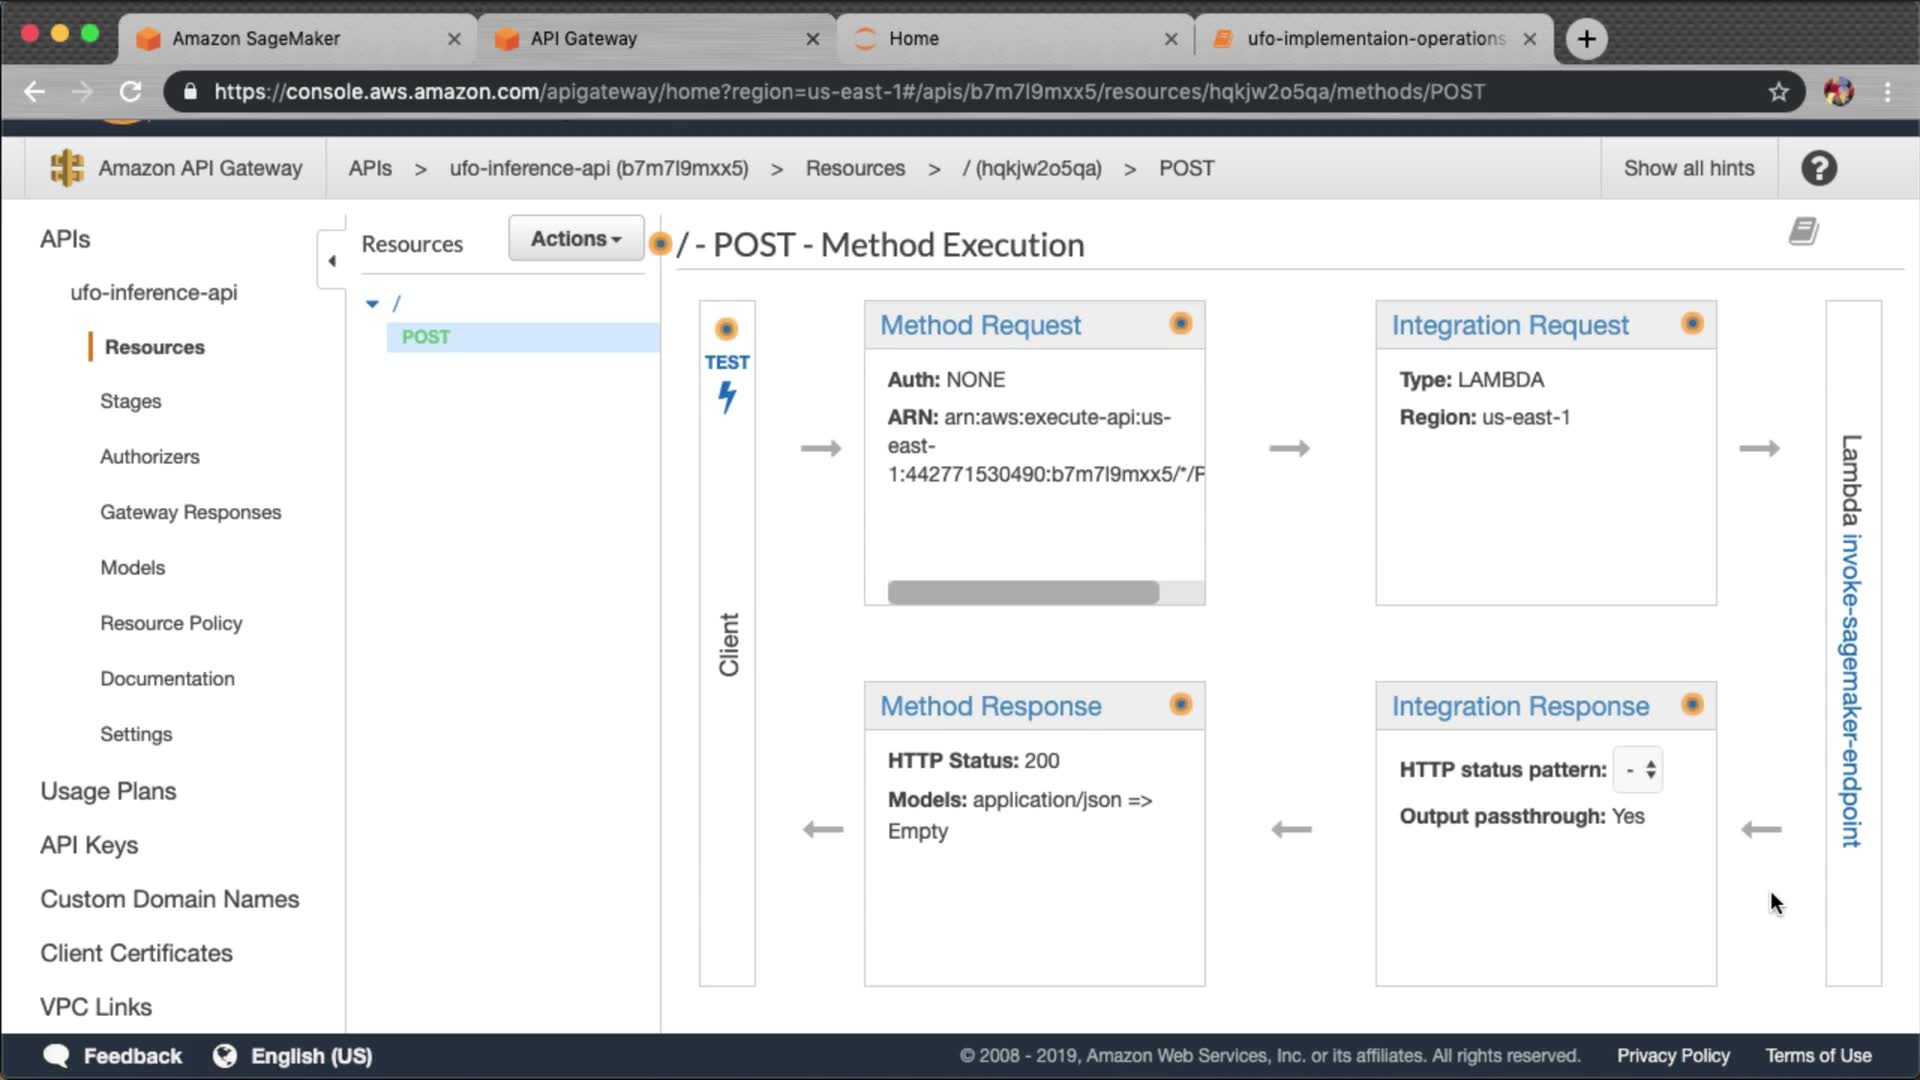 Amazon SageMaker
API Gateway
Home
ufo-implementaion-operations
https://console.aws.amazon.com/apigateway/home?region=us-east-1#/apis/b7m7l9mxx5/resources/hqkjw2o5qa/methods/POST
Amazon API Gateway
APIs > ufo-inference-api (b7m7l9mxx5) > Resources > / (hqkjw2o5qa) > POST
Show all hints
?
APIs
ufo-inference-api
Resources
Stages
Authorizers
Gateway Responses
Models
Resource Policy
Documentation
Settings
Usage Plans
API Keys
Custom Domain Names
Client Certificates
VPC Links
Resources
Actions
/
POST
/ - POST - Method Execution
TEST
Client
Method Request
Auth: NONE
ARN: arn:aws:execute-api:us-
east-
1:442771530490:b7m7l9mxx5/*/P
Integration Request
Type: LAMBDA
Region: us-east-1
Lambda invoke-sagemaker-endpoint
Method Response
HTTP Status: 200
Models: application/json =>
Empty
Integration Response
HTTP status pattern: -
Output passthrough: Yes
Feedback
English (US)
© 2008 - 2019, Amazon Web Services, Inc. or its affiliates. All rights reserved.
Privacy Policy
Terms of Use